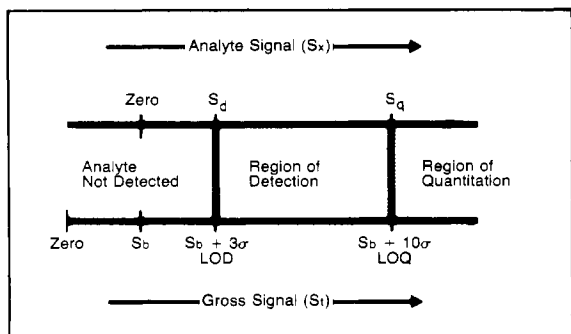 Analyte Signal (Sx)
Zero Sd Sq
Analyte Not Detected
Region of Detection
Region of Quantitation
Zero Sb Sb + 3σ LOD Sb + 10σ LOQ
Gross Signal (St)